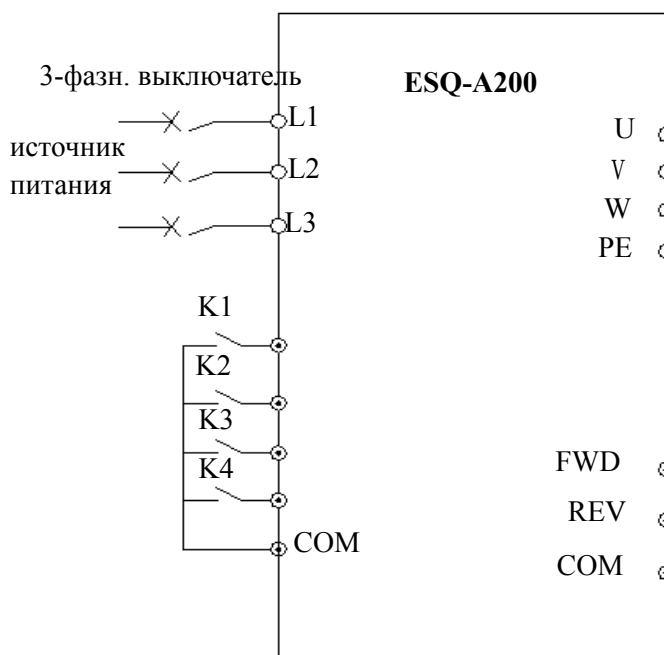 3-фазн. выключатель
ESQ-A200
L1
источник
питания
L2
L3
U
V
W
PE
K1
K2
K3
K4
COM
FWD
REV
COM